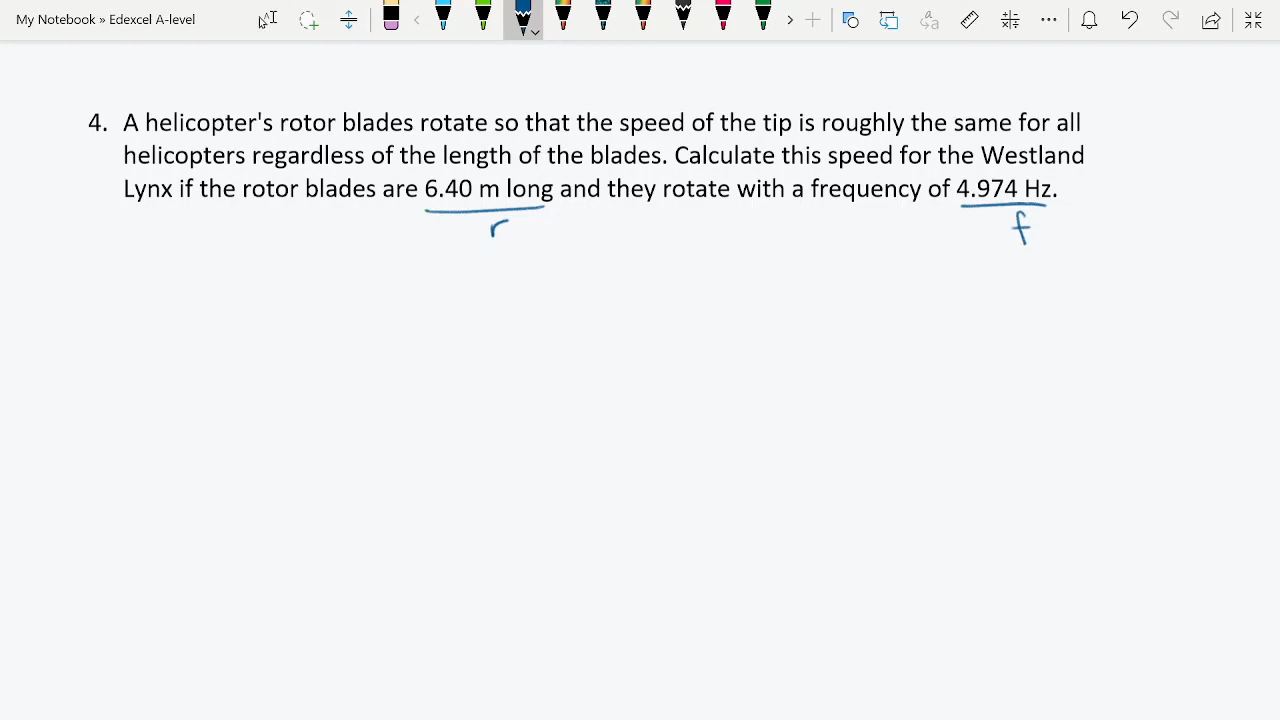 My Notebook » Edexcel A-level
4. A helicopter's rotor blades rotate so that the speed of the tip is roughly the same for all
helicopters regardless of the length of the blades. Calculate this speed for the Westland
Lynx if the rotor blades are 6.40 m long and they rotate with a frequency of 4.974 Hz.
r f